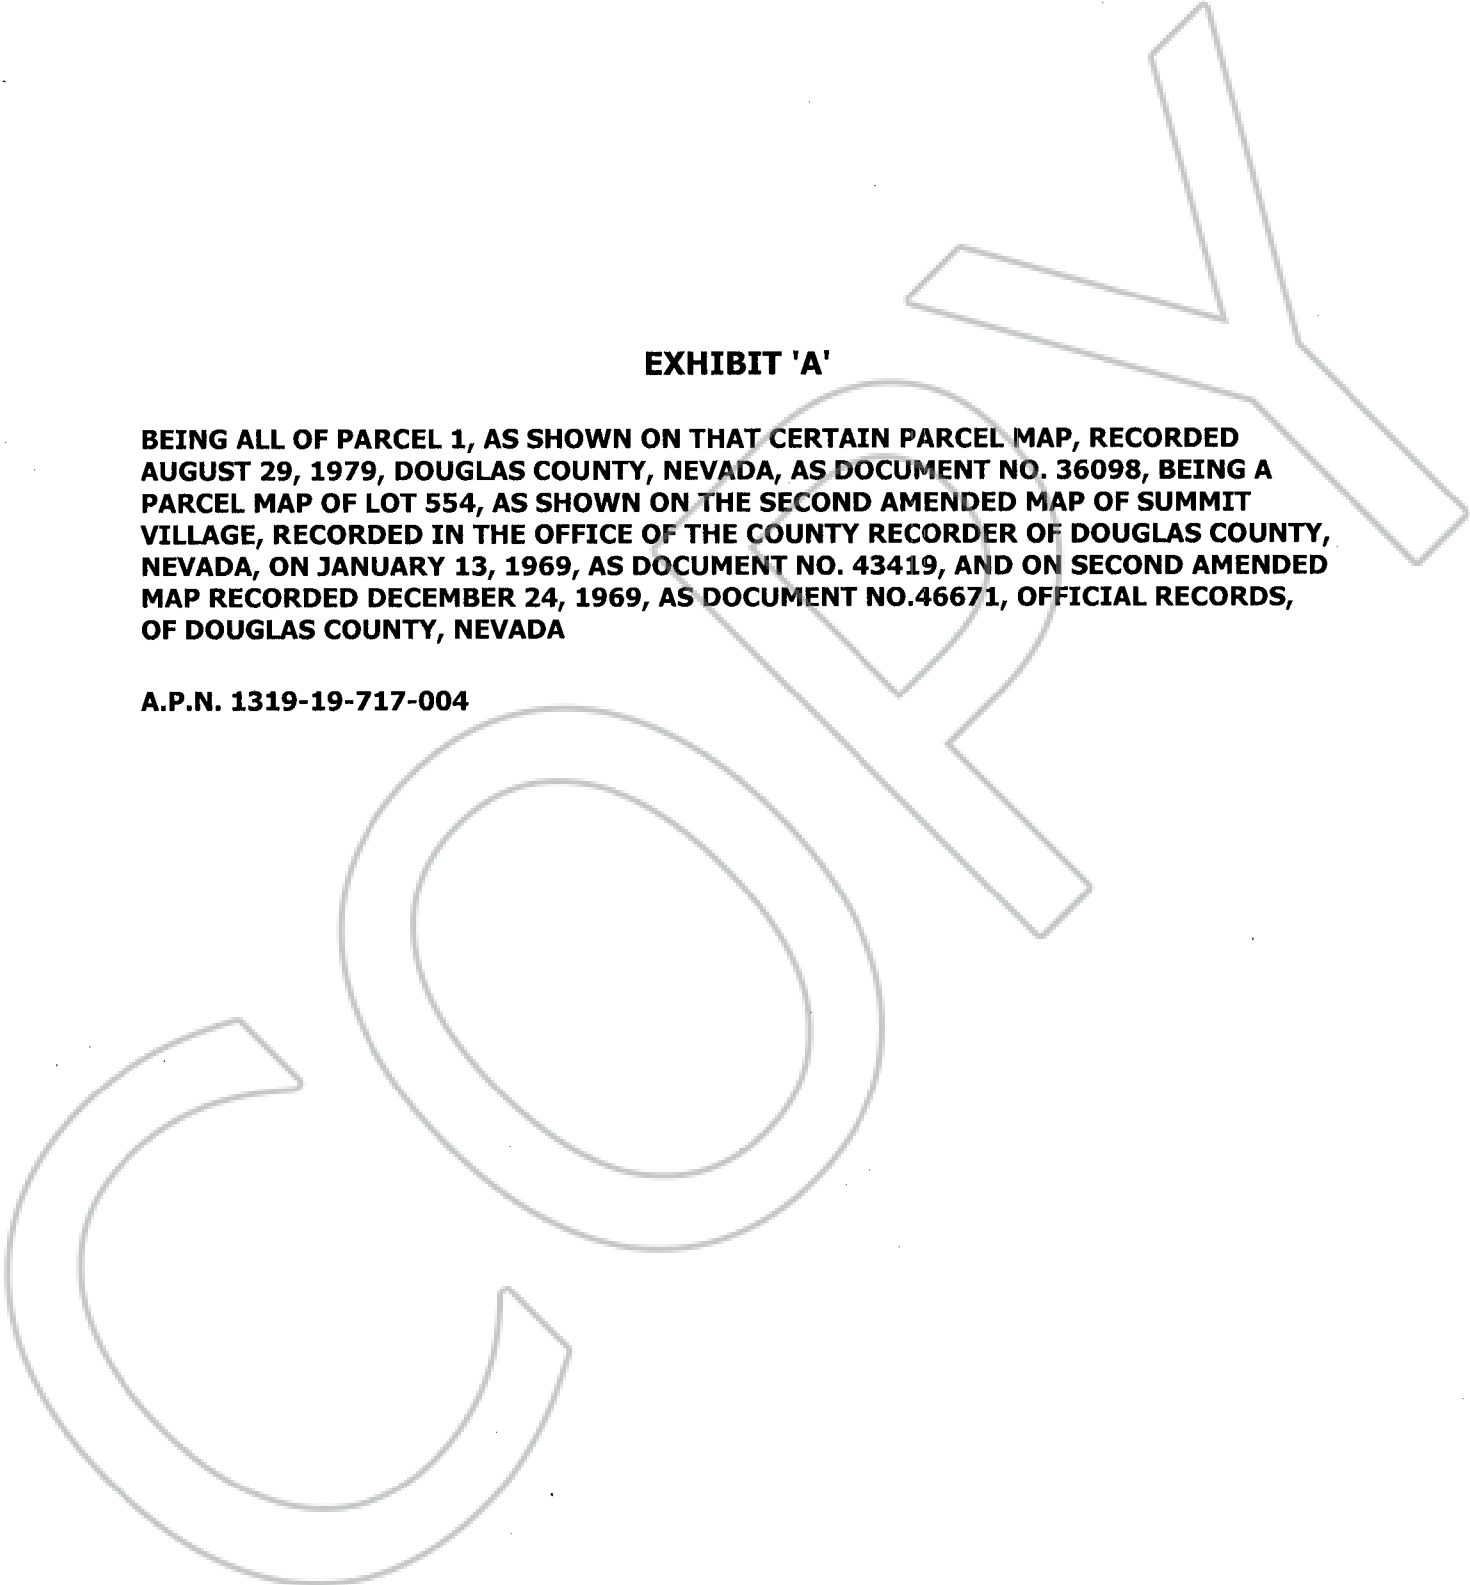 EXHIBIT 'A'
BEING ALL OF PARCEL 1, AS SHOWN ON THAT CERTAIN PARCEL MAP, RECORDED
AUGUST 29, 1979, DOUGLAS COUNTY, NEVADA, AS DOCUMENT NO. 36098, BEING A
PARCEL MAP OF LOT 554, AS SHOWN ON THE SECOND AMENDED MAP OF SUMMIT
VILLAGE, RECORDED IN THE OFFICE OF THE COUNTY RECORDER OF DOUGLAS COUNTY,
NEVADA, ON JANUARY 13, 1969, AS DOCUMENT NO. 43419, AND ON SECOND AMENDED
MAP RECORDED DECEMBER 24, 1969, AS DOCUMENT NO.46671, OFFICIAL RECORDS,
OF DOUGLAS COUNTY, NEVADA
A.P.N. 1319-19-717-004
COPY